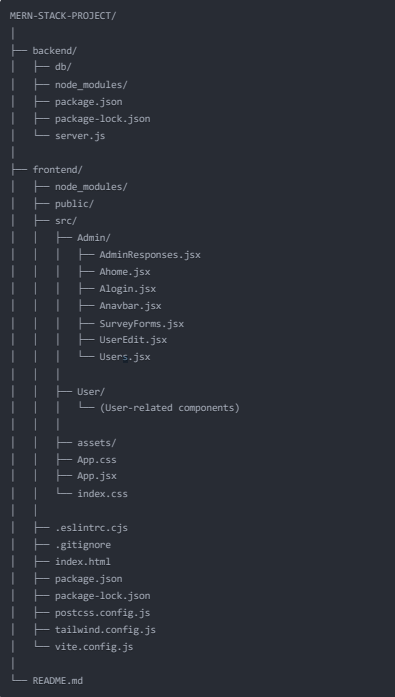 MERN-STACK-PROJECT/
│
├── backend/
│   ├── db/
│   ├── node_modules/
│   ├── package.json
│   ├── package-lock.json
│   └── server.js
│
├── frontend/
│   ├── node_modules/
│   ├── public/
│   ├── src/
│   │   ├── Admin/
│   │   │   ├── AdminResponses.jsx
│   │   │   ├── Ahome.jsx
│   │   │   ├── Alogin.jsx
│   │   │   ├── Anavbar.jsx
│   │   │   ├── SurveyForms.jsx
│   │   │   ├── UserEdit.jsx
│   │   │   └── Users.jsx
│   │   │
│   │   ├── User/
│   │   │   └── (User-related components)
│   │   │
│   │   ├── assets/
│   │   ├── App.css
│   │   ├── App.jsx
│   │   └── index.css
│   │
│   ├── .eslintrc.cjs
│   ├── .gitignore
│   ├── index.html
│   ├── package.json
│   ├── package-lock.json
│   ├── postcss.config.js
│   ├── tailwind.config.js
│   └── vite.config.js
│
└── README.md